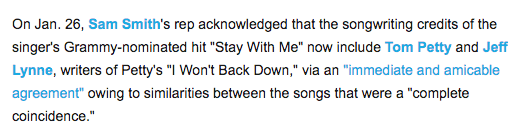 On Jan. 26, Sam Smith's rep acknowledged that the songwriting credits of the
singer's Grammy-nominated hit "Stay With Me" now include Tom Petty and Jeff
Lynne, writers of Petty's "I Won't Back Down," via an "immediate and amicable
agreement" owing to similarities between the songs that were a "complete
coincidence."